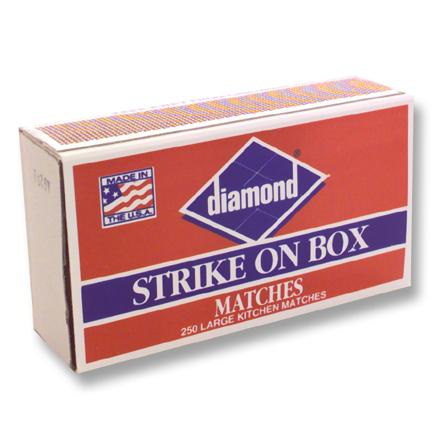 MADE IN
THE U.S.A.
diamond®
STRIKE ON BOX
MATCHES
250 LARGE KITCHEN MATCHES